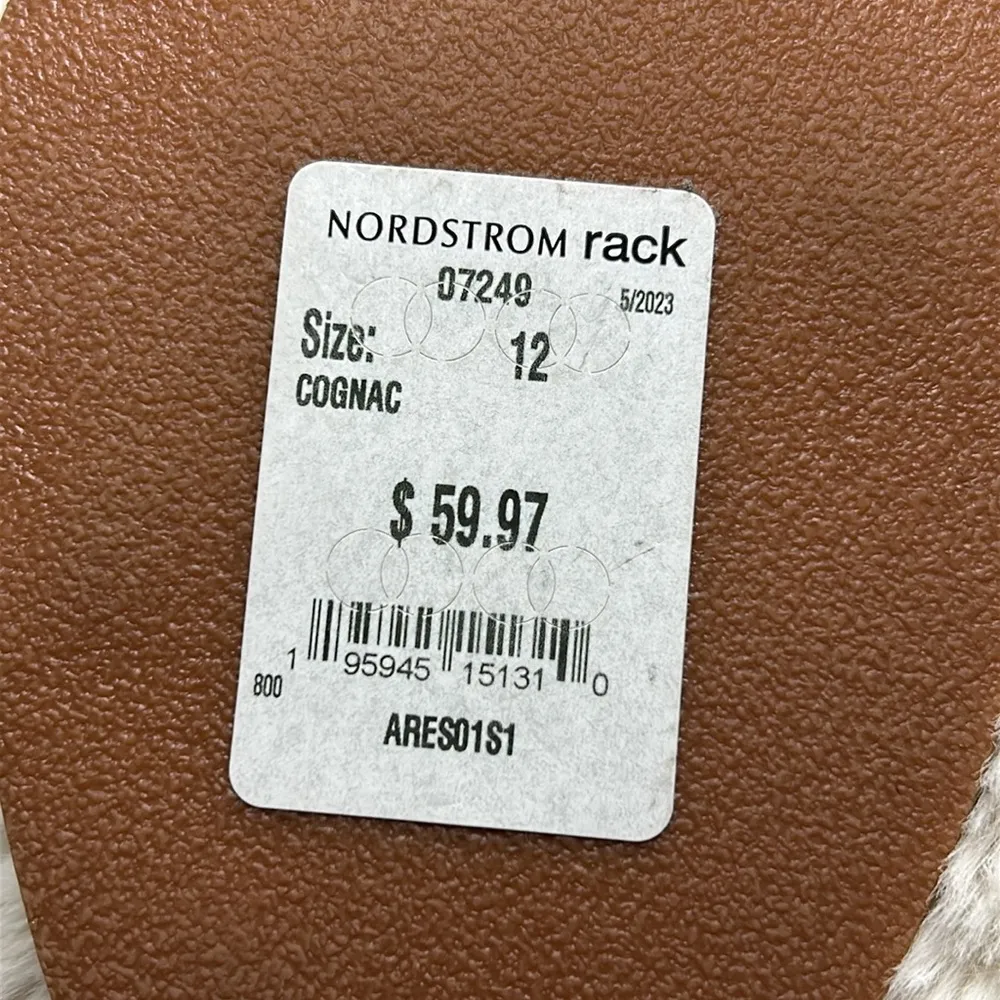 NORDSTROM rack
07249
5/2023
Size: 12
COGNAC
$ 59.97
1 95945 15131 0
800
ARES01S1